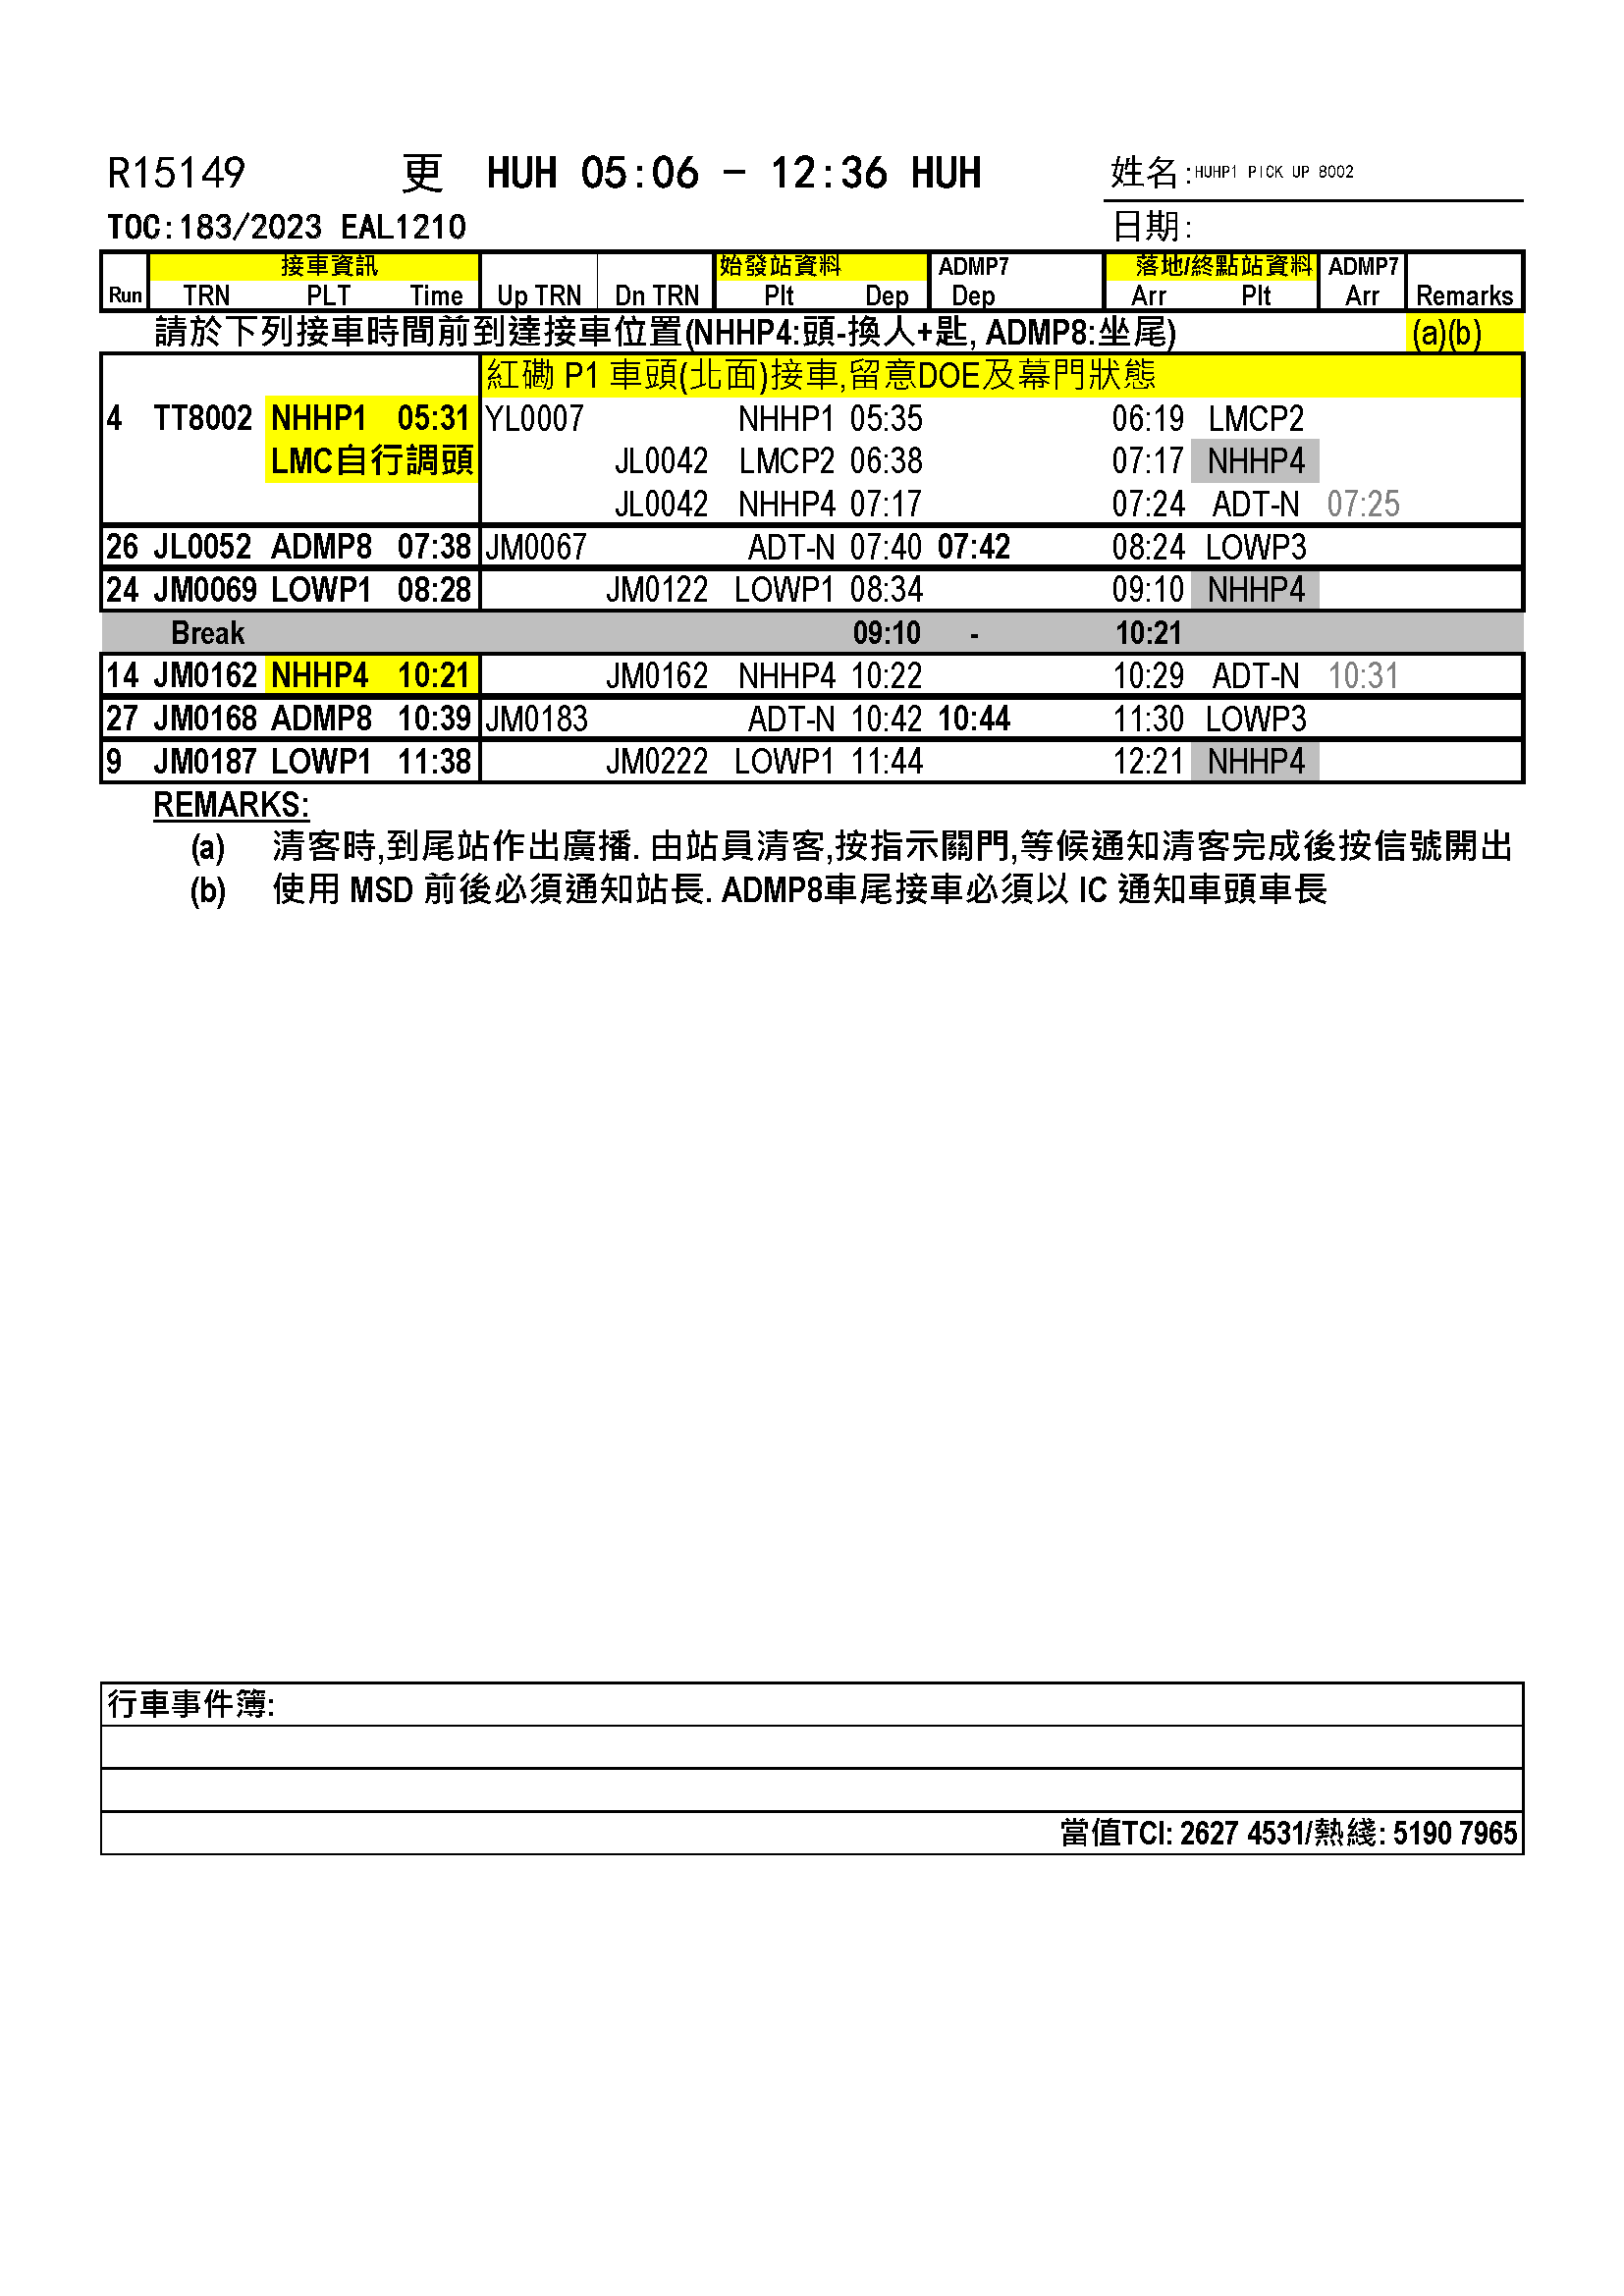 R15149 更 HUH 05:06 - 12:36 HUH 姓名:HUHP1 PICK UP 8002
TOC:183/2023 EAL1210 日期:
接車資訊 始發站資料 ADMP7 落地/終點站資料 ADMP7
Run TRN PLT Time Up TRN Dn TRN Plt Dep Dep Arr Plt Arr Remarks
請於下列接車時間前到達接車位置(NHHP4:頭-換人+匙, ADMP8:坐尾) (a)(b)
紅磡 P1 車頭(北面)接車,留意DOE及幕門狀態
4 TT8002 NHHP1 05:31 YL0007 NHHP1 05:35 06:19 LMCP2
LMC自行調頭 JL0042 LMCP2 06:38 07:17 NHHP4
JL0042 NHHP4 07:17 07:24 ADT-N 07:25
26 JL0052 ADMP8 07:38 JM0067 ADT-N 07:40 07:42 08:24 LOWP3
24 JM0069 LOWP1 08:28 JM0122 LOWP1 08:34 09:10 NHHP4
Break 09:10 - 10:21
14 JM0162 NHHP4 10:21 JM0162 NHHP4 10:22 10:29 ADT-N 10:31
27 JM0168 ADMP8 10:39 JM0183 ADT-N 10:42 10:44 11:30 LOWP3
9 JM0187 LOWP1 11:38 JM0222 LOWP1 11:44 12:21 NHHP4
REMARKS:
(a) 清客時,到尾站作出廣播. 由站員清客,按指示關門,等候通知清客完成後按信號開出
(b) 使用 MSD 前後必須通知站長. ADMP8車尾接車必須以 IC 通知車頭車長
行車事件簿:
當值TCI: 2627 4531/熱綫: 5190 7965